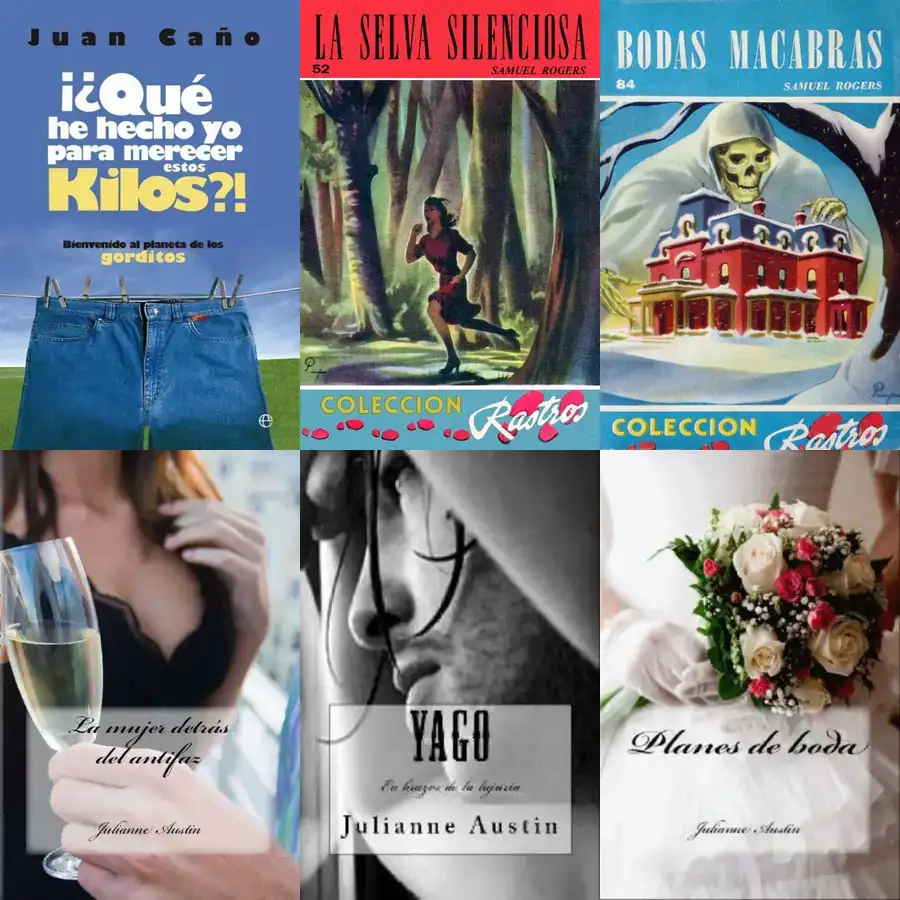 Juan Caño
¡¿Qué
he hecho yo
para merecer
estos
Kilos?!
Bienvenido al planeta de los
gorditos
LA SELVA SILENCIOSA
52
SAMUEL ROGERS
COLECCION
Rastros
BODAS MACABRAS
84
SAMUEL ROGERS
COLECCION
Rastros
La mujer detrás
del antifaz
Julianne Austin
YAGO
En brazos de la lujuria
Julianne Austin
Planes de boda
Julianne Austin